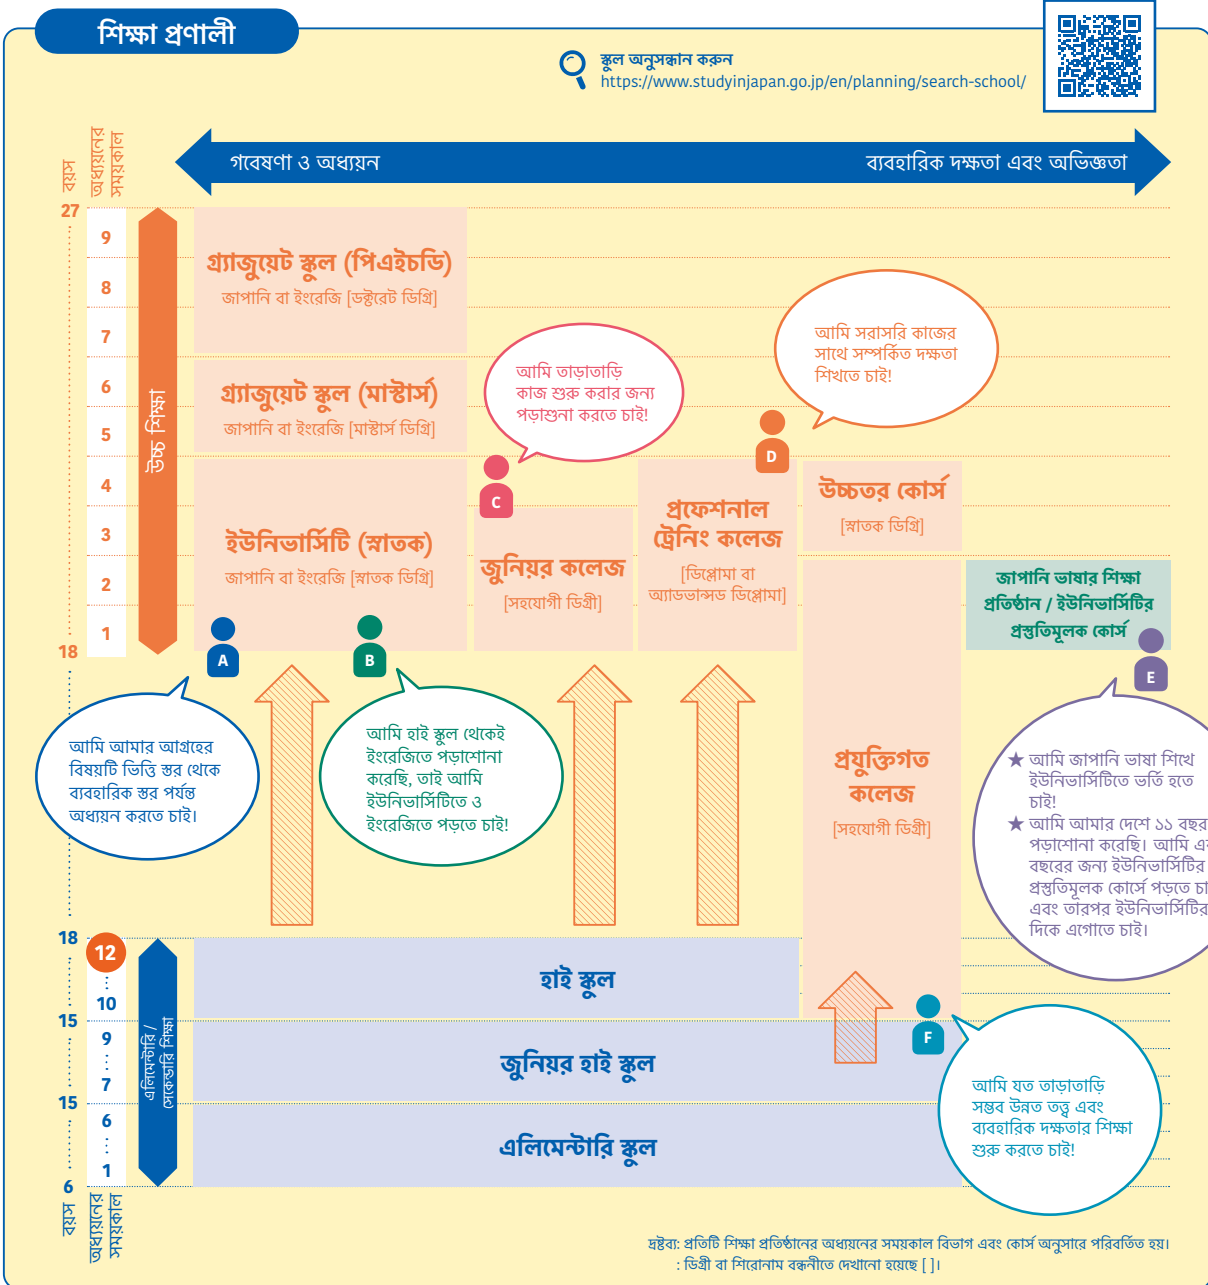 শিক্ষা প্রণালী
স্কুল অনুসন্ধান করুন
https://www.studyinjapan.go.jp/en/planning/search-school/
বয়স
অধ্যয়নের
সময়কাল
গবেষণা ও অধ্যয়ন
ব্যবহারিক দক্ষতা এবং অভিজ্ঞতা
27
9
8
7
6
5
4
3
2
1
18
উচ্চ শিক্ষা
গ্র্যাজুয়েট স্কুল (পিএইচডি)
জাপানি বা ইংরেজি [ডক্টরেট ডিগ্রি]
গ্র্যাজুয়েট স্কুল (মাস্টার্স)
জাপানি বা ইংরেজি [মাস্টার্স ডিগ্রি]
ইউনিভার্সিটি (স্নাতক)
জাপানি বা ইংরেজি [স্নাতক ডিগ্রি]
আমি তাড়াতাড়ি
কাজ শুরু করার জন্য
পড়াশুনা করতে চাই!
C
জুনিয়র কলেজ
[সহযোগী ডিগ্রী]
আমি সরাসরি কাজের
সাথে সম্পর্কিত দক্ষতা
শিখতে চাই!
D
প্রফেশনাল
ট্রেনিং কলেজ
[ডিপ্লোমা বা
অ্যাডভান্সড ডিপ্লোমা]
উচ্চতর কোর্স
[স্নাতক ডিগ্রি]
জাপানি ভাষার শিক্ষা
প্রতিষ্ঠান / ইউনিভার্সিটির
প্রস্তুতিমূলক কোর্স
A
B
E
আমি আমার আগ্রহের
বিষয়টি ভিত্তি স্তর থেকে
ব্যবহারিক স্তর পর্যন্ত
অধ্যয়ন করতে চাই।
আমি হাই স্কুল থেকেই
ইংরেজিতে পড়াশোনা
করেছি, তাই আমি
ইউনিভার্সিটিতে ও
ইংরেজিতে পড়তে চাই!
প্রযুক্তিগত
কলেজ
[সহযোগী ডিগ্রী]
★ আমি জাপানি ভাষা শিখে
ইউনিভার্সিটিতে ভর্তি হতে
চাই!
★ আমি আমার দেশে ১১ বছর
পড়াশোনা করেছি। আমি
বছরের জন্য ইউনিভার্সিটির
প্রস্তুতিমূলক কোর্সে পড়তে
এবং তারপর ইউনিভার্সিটির
দিকে এগোতে চাই।
18
12
10
15
9
7
15
6
1
6
এলিমেন্টারি /
সেকেন্ডারি শিক্ষা
হাই স্কুল
জুনিয়র হাই স্কুল
এলিমেন্টারি স্কুল
F
আমি যত তাড়াতাড়ি
সম্ভব উন্নত তত্ত্ব এবং
ব্যবহারিক দক্ষতার শিক্ষা
শুরু করতে চাই!
বয়স
অধ্যয়নের
সময়কাল
দ্রষ্টব্য: প্রতিটি শিক্ষা প্রতিষ্ঠানের অধ্যয়নের সময়কাল বিভাগ এবং কোর্স অনুসারে পরিবর্তিত হয়।
: ডিগ্রী বা শিরোনাম বন্ধনীতে দেখানো হয়েছে [ ]।